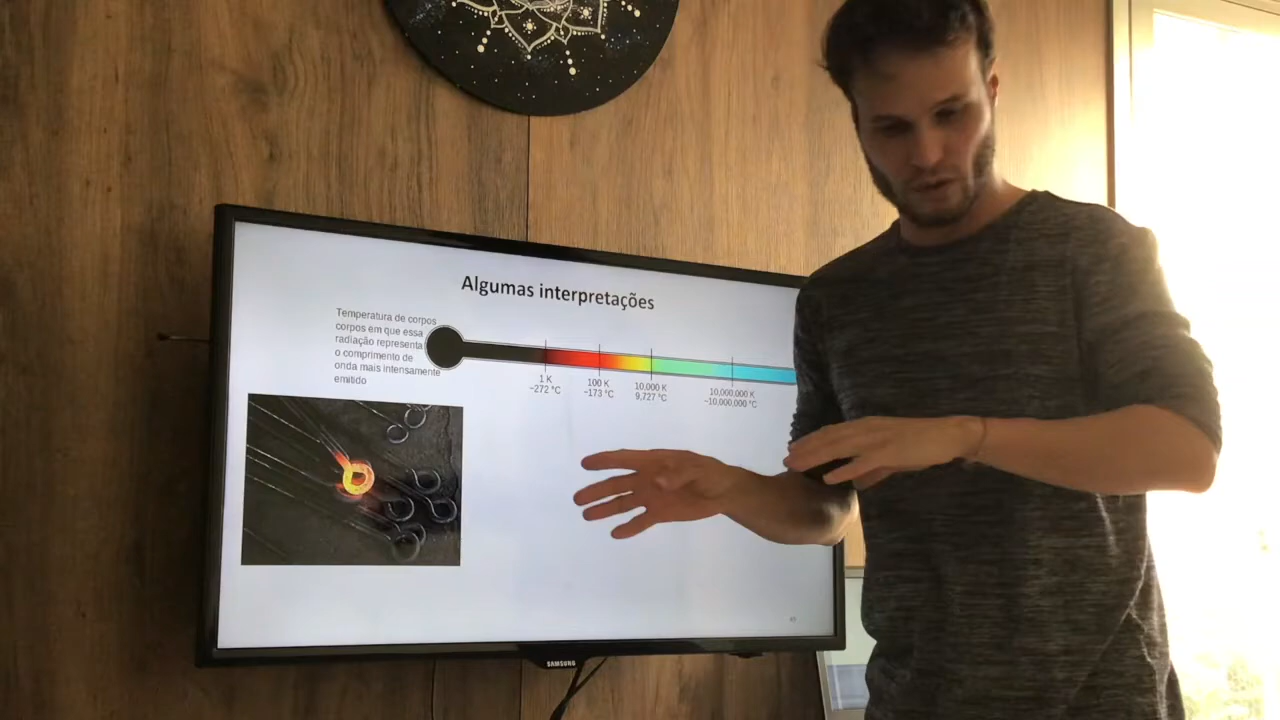 Algumas interpretações
Temperatura de corpos
corpos em que essa
radiação representa
o comprimento de
onda mais intensamente
emitido
1 K
~272 °C
100 K
~173 °C
10,000 K
9,727 °C
10,000,000 K
~10,000,000 °C
SAMSUNG